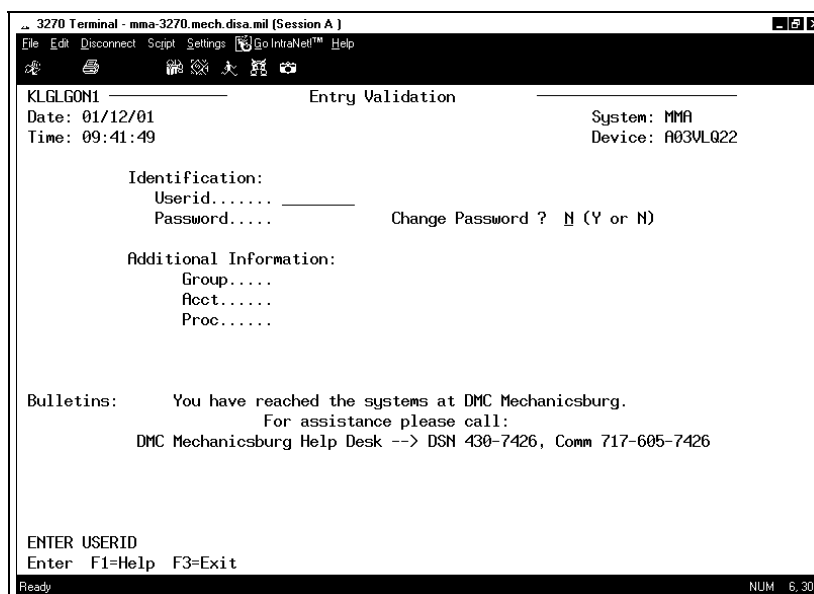 3270 Terminal - mma-3270.mech.disa.mil (Session A )
File Edit Disconnect Script Settings Go IntraNet!™ Help
KLGLGON1 Entry Validation
Date: 01/12/01 System: MMA
Time: 09:41:49 Device: A03VLQ22
Identification:
Userid.......
Password..... Change Password ? N (Y or N)
Additional Information:
Group.....
Acct......
Proc......
Bulletins: You have reached the systems at DMC Mechanicsburg.
For assistance please call:
DMC Mechanicsburg Help Desk --> DSN 430-7426, Comm 717-605-7426
ENTER USERID
Enter F1=Help F3=Exit
Ready NUM 6,30